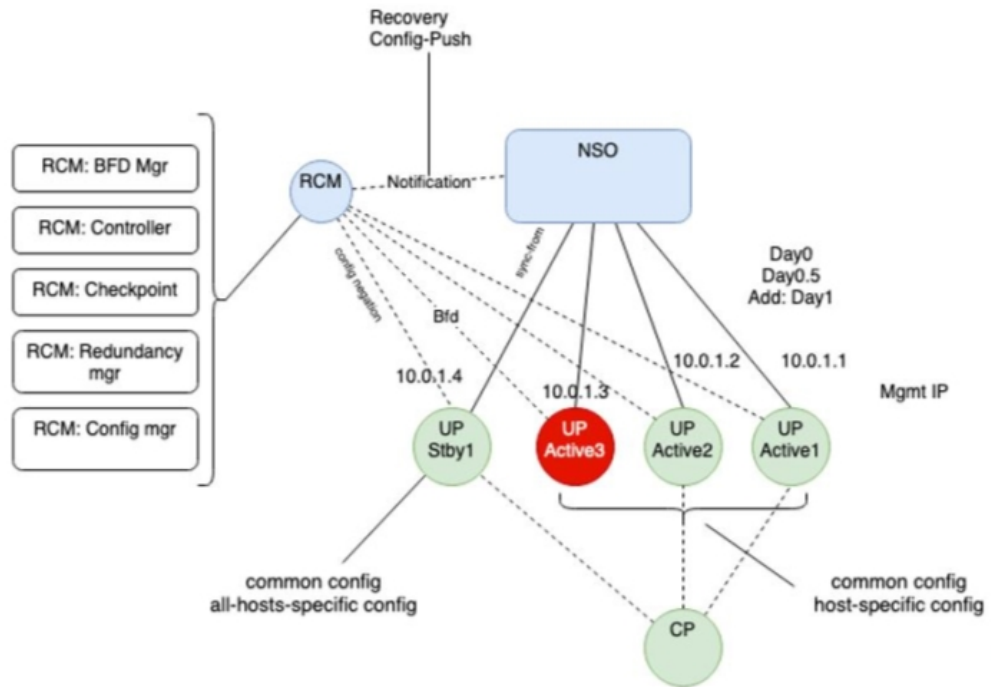 Recovery
Config-Push
NSO
RCM: BFD Mgr
RCM
Notification
RCM: Controller
sync-from
config negation
Day0
Day0.5
Add: Day1
RCM: Checkpoint
Bfd
RCM: Redundancy
mgr
10.0.1.4
10.0.1.3
10.0.1.2
10.0.1.1
Mgmt IP
RCM: Config mgr
UP
Stby1
UP
Active3
UP
Active2
UP
Active1
common config
all-hosts-specific config
common config
host-specific config
CP